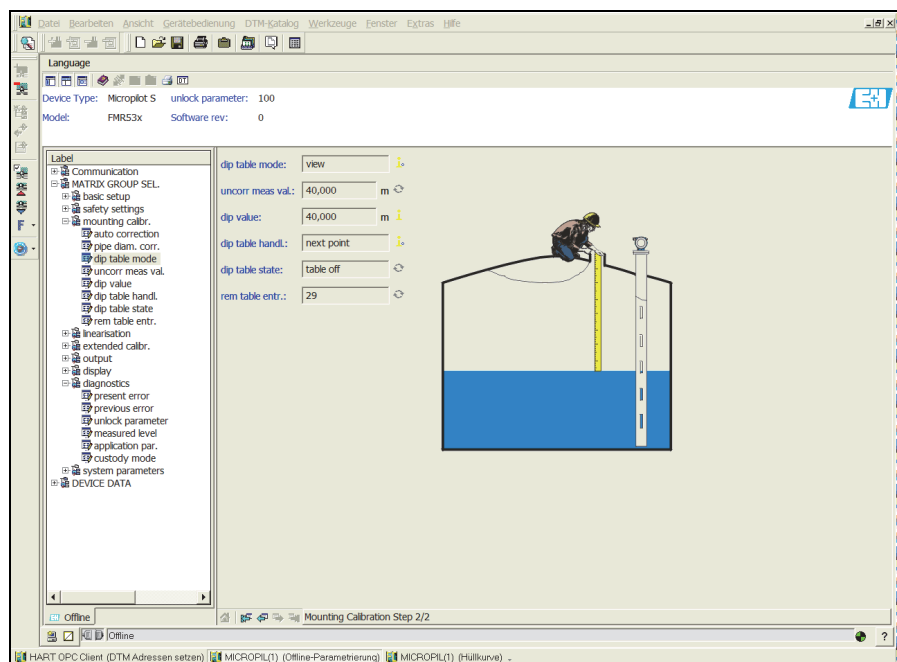 Datei Bearbeiten Ansicht Gerätebedienung DTM-Katalog Werkzeuge Fenster Extras Hilfe
Language
Device Type: Micropilot S unlock parameter: 100
Model: FMR53x Software rev: 0
E+H
Label
Communication
MATRIX GROUP SEL.
basic setup
safety settings
mounting calibr.
auto correction
pipe diam. corr.
dip table mode
uncorr meas val.
dip value
dip table handl.
dip table state
rem table entr.
linearisation
extended calibr.
output
display
diagnostics
present error
previous error
unlock parameter
measured level
application par.
custody mode
system parameters
DEVICE DATA
dip table mode: view
uncorr meas val.: 40,000 m
dip value: 40,000 m
dip table handl.: next point
dip table state: table off
rem table entr.: 29
F
Offline
Mounting Calibration Step 2/2
Offline
?
HART OPC Client (DTM Adressen setzen) MICROPIL(1) (Offline-Parametrierung) MICROPIL(1) (Hüllkurve)